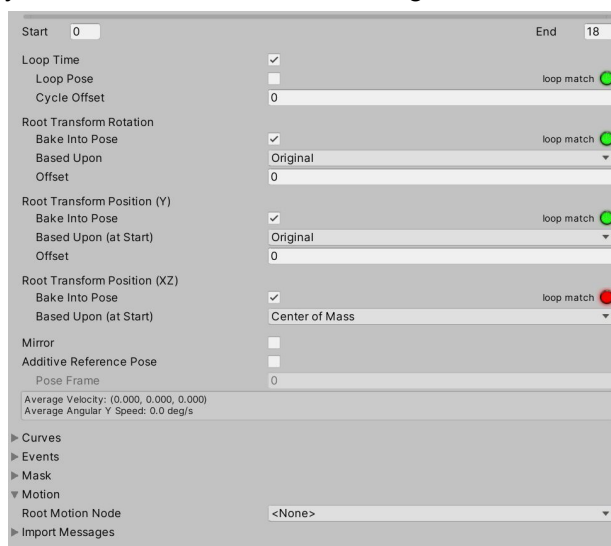 Start 0 End 18
Loop Time
Loop Pose loop match
Cycle Offset 0
Root Transform Rotation
Bake Into Pose loop match
Based Upon Original
Offset 0
Root Transform Position (Y)
Bake Into Pose loop match
Based Upon (at Start) Original
Offset 0
Root Transform Position (XZ)
Bake Into Pose loop match
Based Upon (at Start) Center of Mass
Mirror
Additive Reference Pose
Pose Frame 0
Average Velocity: (0.000, 0.000, 0.000)
Average Angular Y Speed: 0.0 deg/s
Curves
Events
Mask
Motion
Root Motion Node <None>
Import Messages